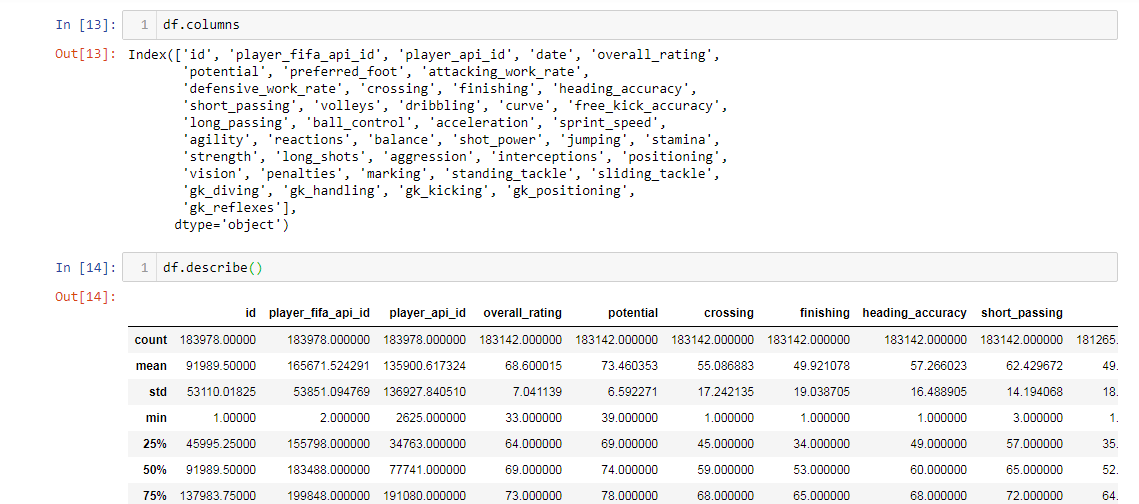 In [13]: 1 df.columns
Out[13]: Index(['id', 'player_fifa_api_id', 'player_api_id', 'date', 'overall_rating',
'potential', 'preferred_foot', 'attacking_work_rate',
'defensive_work_rate', 'crossing', 'finishing', 'heading_accuracy',
'short_passing', 'volleys', 'dribbling', 'curve', 'free_kick_accuracy',
'long_passing', 'ball_control', 'acceleration', 'sprint_speed',
'agility', 'reactions', 'balance', 'shot_power', 'jumping', 'stamina',
'strength', 'long_shots', 'aggression', 'interceptions', 'positioning',
'vision', 'penalties', 'marking', 'standing_tackle', 'sliding_tackle',
'gk_diving', 'gk_handling', 'gk_kicking', 'gk_positioning',
'gk_reflexes'],
dtype='object')
In [14]: 1 df.describe()
Out[14]:
id player_fifa_api_id player_api_id overall_rating potential crossing finishing heading_accuracy short_passing
count 183978.00000 183978.000000 183978.000000 183142.000000 183142.000000 183142.000000 183142.000000 183142.000000 183142.000000 181265.
mean 91989.50000 165671.524291 135900.617324 68.600015 73.460353 55.086883 49.921078 57.266023 62.429672 49.
std 53110.01825 53851.094769 136927.840510 7.041139 6.592271 17.242135 19.038705 16.488905 14.194068 18.
min 1.00000 2.000000 2625.000000 33.000000 39.000000 1.000000 1.000000 1.000000 3.000000 1.
25% 45995.25000 155798.000000 34763.000000 64.000000 69.000000 45.000000 34.000000 49.000000 57.000000 35.
50% 91989.50000 183488.000000 77741.000000 69.000000 74.000000 59.000000 53.000000 60.000000 65.000000 52.
75% 137983.75000 199848.000000 191080.000000 73.000000 78.000000 68.000000 65.000000 68.000000 72.000000 64.